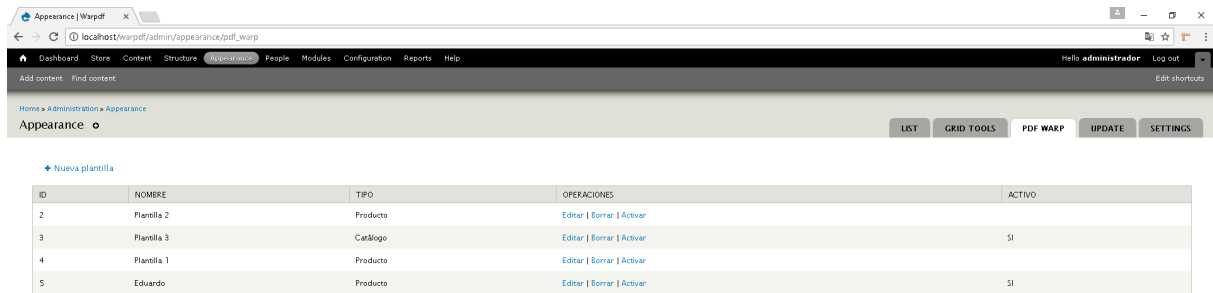 Appearance | Warpdf
localhost/warpdf/admin/appearance/pdf_warp
Dashboard Store Content Structure Appearance People Modules Configuration Reports Help Hello administrador Log out
Add content Find content Edit shortcuts
Home » Administration » Appearance
Appearance
LIST GRID TOOLS PDF WARP UPDATE SETTINGS
+ Nueva plantilla
ID NOMBRE TIPO OPERACIONES ACTIVO
2 Plantilla 2 Producto Editar | Borrar | Activar
3 Plantilla 3 Catálogo Editar | Borrar | Activar SI
4 Plantilla 1 Producto Editar | Borrar | Activar
5 Eduardo Producto Editar | Borrar | Activar SI